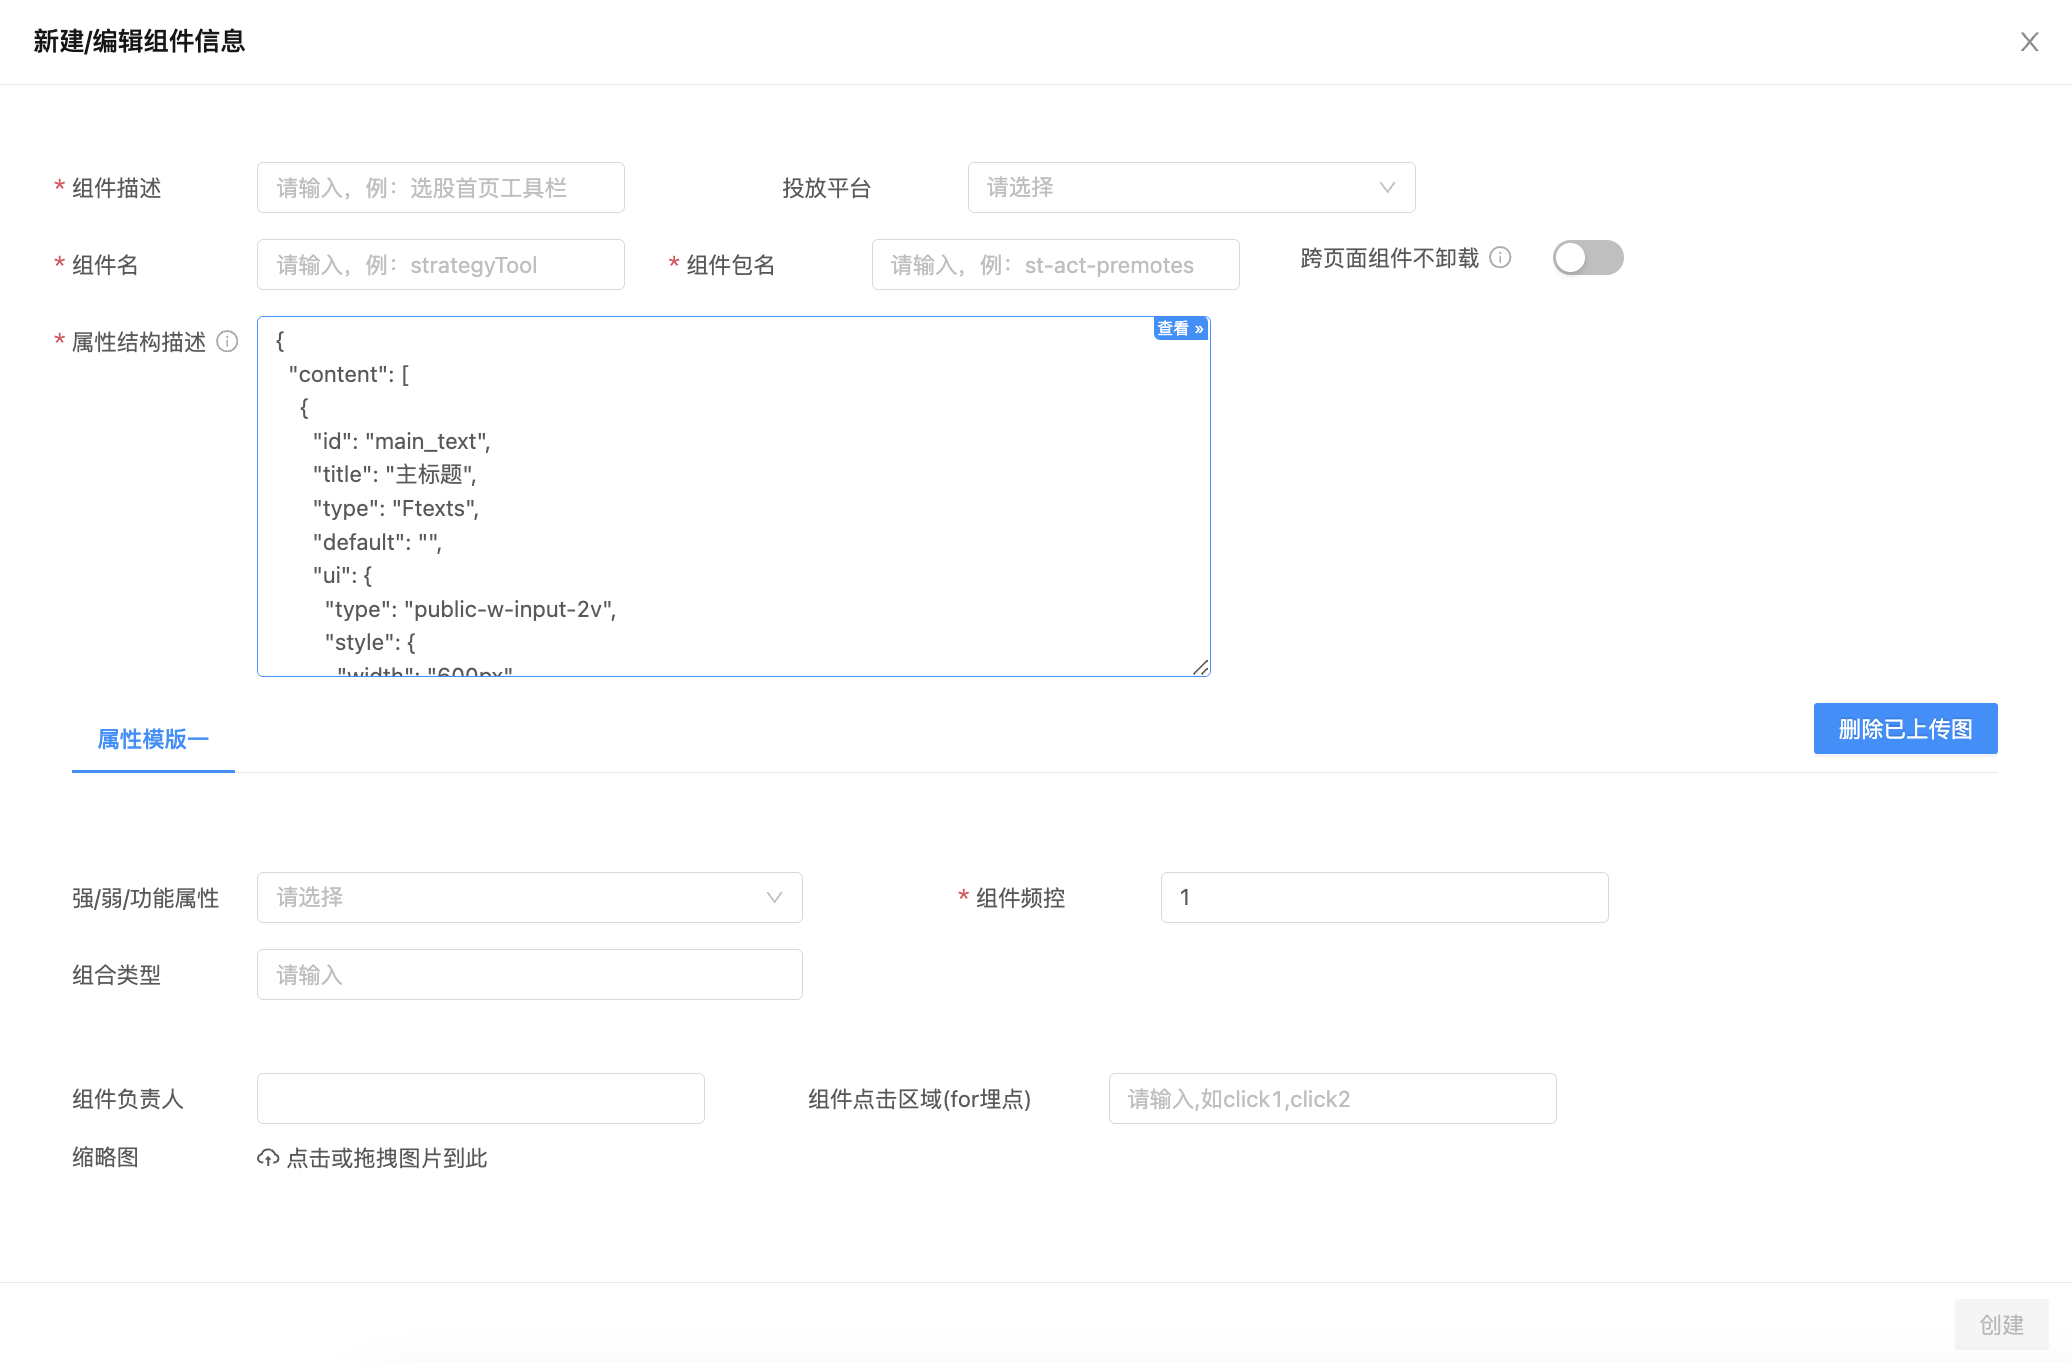 新建/编辑组件信息
* 组件描述 请输入，例：选股首页工具栏 投放平台 请选择
* 组件名 请输入，例：strategyTool * 组件包名 请输入，例：st-act-premotes 跨页面组件不卸载
* 属性结构描述
查看 »
{
"content": [
{
"id": "main_text",
"title": "主标题",
"type": "Ftexts",
"default": "",
"ui": {
"type": "public-w-input-2v",
"style": {
"width": "600px"
属性模版一 删除已上传图
强/弱/功能属性 请选择 * 组件频控 1
组合类型 请输入
组件负责人 组件点击区域(for埋点) 请输入,如click1,click2
缩略图 点击或拖拽图片到此
创建